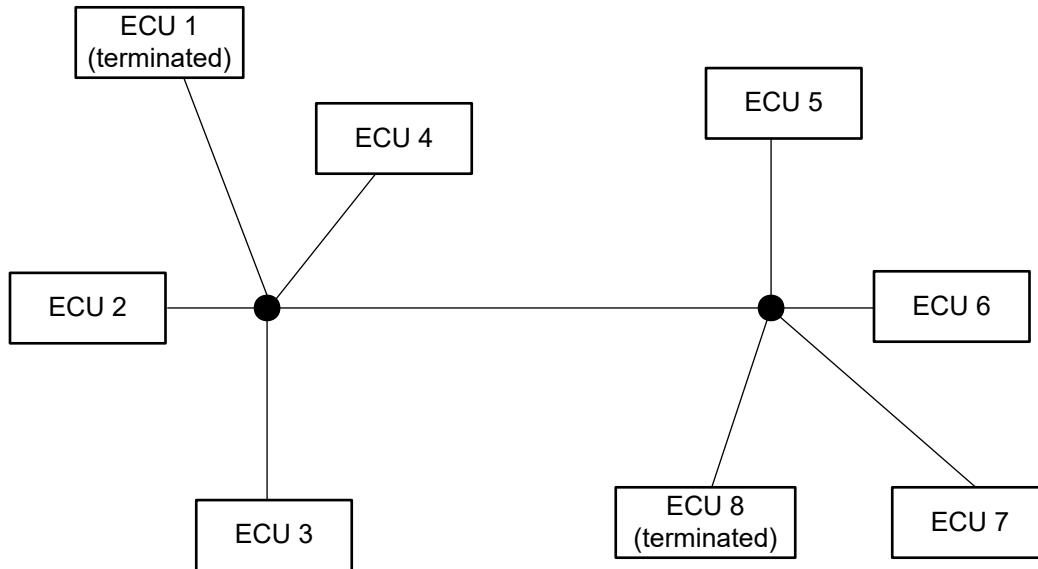 ECU 1
(terminated)
ECU 4
ECU 5
ECU 2
ECU 6
ECU 3
ECU 8
(terminated)
ECU 7